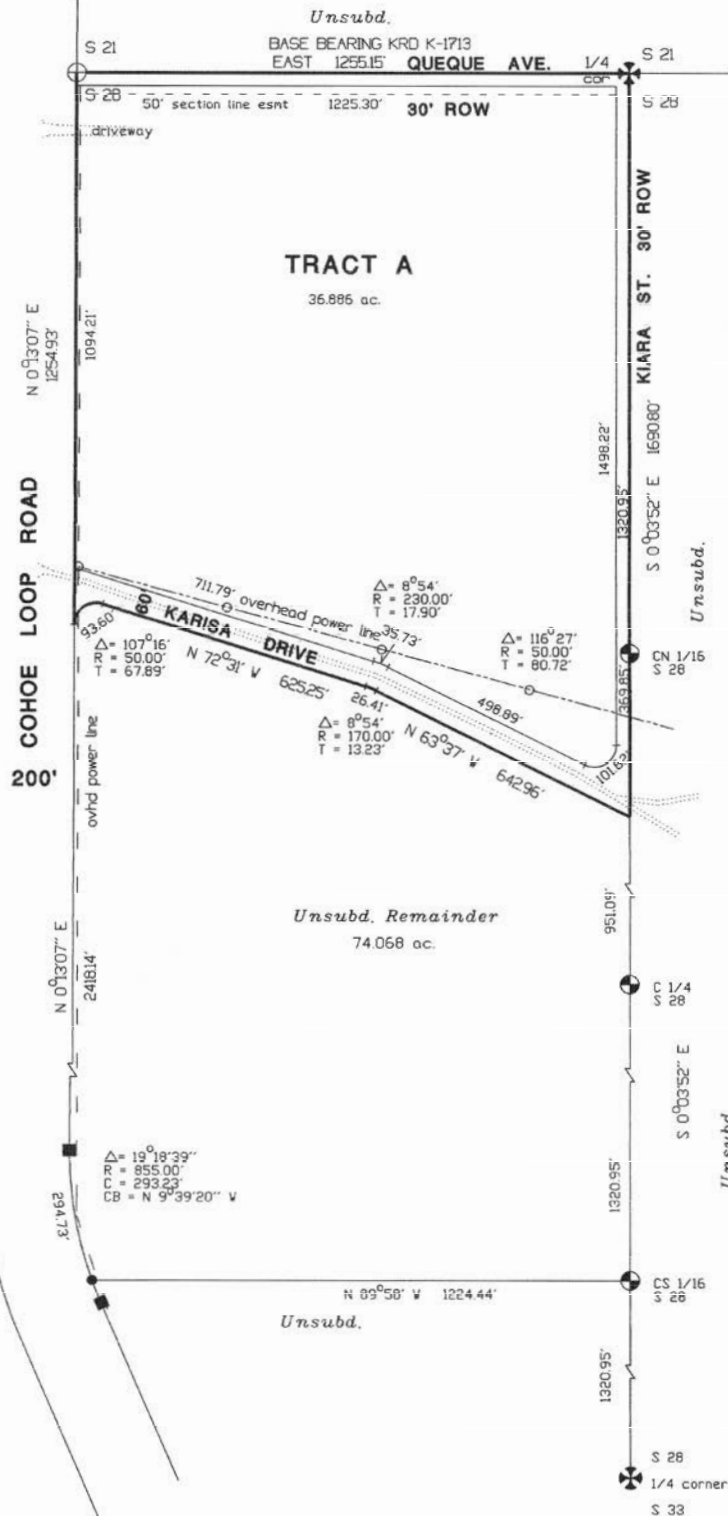 Unsubd.
BASE BEARING KRD K-1713
S 21
EAST 1255.15' QUEQUE AVE. 1/4 cor
S 21
S 28
S 28
50' section line esmt 1225.30' 30' ROW
driveway
TRACT A
36.886 ac.
KIARA ST. 30' ROW
N 0°13'07" E
1254.93'
1094.21'
1498.22'
1320.95'
S 0°03'52" E 1690.80'
Unsubd.
COHOE LOOP ROAD
200'
711.79' overhead power line
△= 8°54'
R = 230.00'
T = 17.90'
35.73'
60'
KARISA DRIVE
93.60'
△= 107°16'
R = 50.00'
T = 67.89'
N 72°31' W
625.25'
△= 116°27'
R = 50.00'
T = 80.72'
CN 1/16
S 28
369.85'
498.89'
26.41'
△= 8°54'
R = 170.00'
T = 13.23'
N 63°37' W
642.96'
101.62'
ovhd power line
Unsubd. Remainder
74.068 ac.
951.09'
N 0°13'07" E
2418.14'
C 1/4
S 28
S 0°03'52" E
Unsubd.
△= 19°18'39"
R = 855.00'
C = 293.23'
CB = N 9°39'20" W
294.73'
1320.95'
N 89°58' W 1224.44'
CS 1/16
S 28
Unsubd.
1320.95'
S 28
1/4 corner
S 33